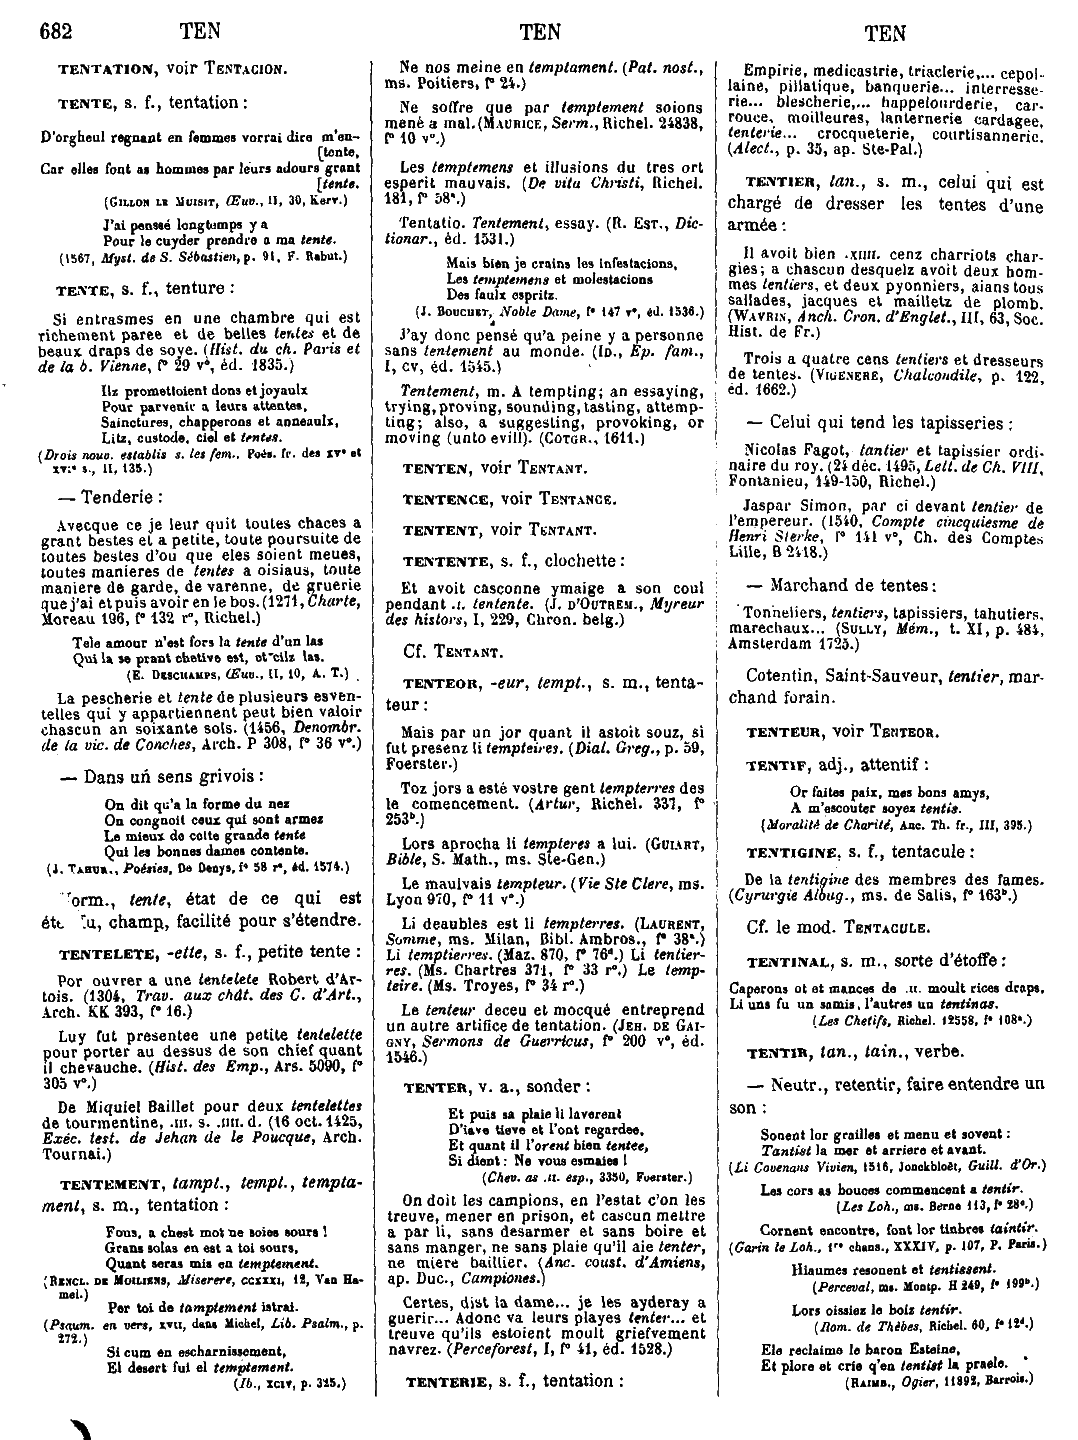 682 TEN TEN TEN
TENTATION, voir TENTACION.
TENTE, s. f., tentation :
D'orgheul regnant en femmes vorrai dire m'en-
[tente,
Car elles font as hommes par leurs adours grant
[tente.
(GILLON LE MUISIT, Œuv., II, 30, Kerv.)
J'ai pensé longtemps y a
Pour le cuyder prendre a ma tente.
(1567, Myst. de S. Sébastien, p. 91, F. Rabut.)
TENTE, s. f., tenture :
Si entrasmes en une chambre qui est
richement paree et de belles tentes et de
beaux draps de soye. (Hist. du ch. Paris et
de la b. Vienne, f° 29 v°, éd. 1835.)
Ilz promettoient dons et joyaulx
Pour parvenir a leurs attentes,
Sainctures, chapperons et anneaulx,
Litz, custode, ciel et tentes.
(Drois nouv. establis s. les fem., Poés. fr. des XV° et
XVI° s., II, 135.)
— Tenderie :
Avecque ce je leur quit toutes chaces a
grant bestes et a petite, toute poursuite de
toutes bestes d'ou que eles soient meues,
toutes manieres de tentes a oisiaus, toute
maniere de garde, de varenne, de gruerie
que j'ai et puis avoir en le bos. (1271, Charte,
Moreau 196, f° 132 r°, Richel.)
Tele amour n'est fors la tente d'un las
Qui la se prant chetive est, et cilz las.
(E. DESCHAMPS, Œuv., II, 10, A. T.)
La pescherie et tente de plusieurs esven-
telles qui y appartiennent peut bien valoir
chascun an soixante sols. (1456, Denombr.
de la vic. de Conches, Arch. P 308, f° 36 v°.)
— Dans un sens grivois :
On dit qu'a la forme du nez
On congnoit ceux qui sont armez
Le mieux de cette grande tente
Qui les bonnes dames contente.
(J. TAHUR., Poésies, De Denys, f° 58 r°, éd. 1574.)
orm., tente, état de ce qui est
ét u, champ, facilité pour s'étendre.
TENTELETE, -ette, s. f., petite tente :
Por ouvrer a une tentelete Robert d'Ar-
tois. (1304, Trav. aux chât. des C. d'Art.,
Arch. KK 393, f° 16.)
Luy fut presentee une petite tentelette
pour porter au dessus de son chief quant
il chevauche. (Hist. des Emp., Ars. 5090, f°
305 v°.)
De Miquiel Baillet pour deux tentelettes
de tourmentine, .III. s. .IIII. d. (16 oct. 1425,
Exéc. test. de Jehan de le Poucque, Arch.
Tournai.)
TENTEMENT, tampt., templ., tempta-
ment, s. m., tentation :
Fous, a chest mot ne soies sours !
Grans solas en est a toi sours,
Quant seras mis en temptement.
(RENCL. DE MOILIENS, Miserere, CCXXXI, 12, Van Ha-
mel.)
Per toi de tamptement istrai.
(Psaum. en vers, XVII, dans Michel, Lib. Psalm., p.
272.)
Si cum en escharnissement,
El desert fui el temptement.
(Ib., XCIV, p. 325.)
Ne nos meine en temptament. (Pat. nost.,
ms. Poitiers, f° 24.)
Ne soffre que par temptement soions
mené a mal. (MAURICE, Serm., Richel. 24838,
f° 10 v°.)
Les temptemens et illusions du tres ort
esperit mauvais. (De vita Christi, Richel.
181, f° 58ᵃ.)
Tentatio. Tentement, essay. (R. EST., Dic-
tionar., éd. 1531.)
Mais bien je crains les infestacions,
Les temptemens et molestacions
Des faulx espritz.
(J. BOUCHET, Noble Dame, f° 147 v°, éd. 1536.)
J'ay donc pensé qu'a peine y a personne
sans tentement au monde. (ID., Ep. fam.,
I, CV, éd. 1545.)
Tentement, m. A tempting; an essaying,
trying, proving, sounding, tasting, attemp-
ting; also, a suggesting, provoking, or
moving (unto evill). (COTGR., 1611.)
TENTEN, voir TENTANT.
TENTENCE, voir TENTANCE.
TENTENT, voir TENTANT.
TENTENTE, s. f., clochette :
Et avoit casconne ymaige a son coul
pendant .I. tentente. (J. D'OUTREM., Myreur
des histors, I, 229, Chron. belg.)
Cf. TENTANT.
TENTEOR, -eur, tempt., s. m., tenta-
teur :
Mais par un jor quant il astoit souz, si
fut presenz li tempteires. (Dial. Greg., p. 59,
Foerster.)
Toz jors a esté vostre gent tempterres des
le comencement. (Artur, Richel. 337, f°
253ᵇ.)
Lors aprocha li tempteres a lui. (GUIART,
Bible, S. Math., ms. Ste-Gen.)
Le maulvais tempteur. (Vie Ste Clere, ms.
Lyon 970, f° 11 v°.)
Li deaubles est li tempterres. (LAURENT,
Somme, ms. Milan, Bibl. Ambros., f° 38ᵃ.)
Li temptierres. (Maz. 870, f° 76ᵈ.) Li tentier-
res. (Ms. Chartres 371, f° 33 r°.) Le temp-
teire. (Ms. Troyes, f° 34 r°.)
Le tenteur deceu et mocqué entreprend
un autre artifice de tentation. (JEH. DE GAI-
GNY, Sermons de Guerricus, f° 200 v°, éd.
1546.)
TENTER, v. a., sonder :
Et puis sa plaie li laverent
D'iave tieve et l'ont regardee,
Et quant il l'orent bien tentee,
Si dient : Ne vous esmaies !
(Chev. as .II. esp., 3350, Foerster.)
On doit les campions, en l'estat c'on les
treuve, mener en prison, et cascun mettre
a par li, sans desarmer et sans boire et
sans manger, ne sans plaie qu'il aie tenter,
ne miere baillier. (Anc. coust. d'Amiens,
ap. Duc., Campiones.)
Certes, dist la dame... je les ayderay a
guerir... Adonc va leurs playes tenter... et
treuve qu'ils estoient moult griefvement
navrez. (Perceforest, I, f° 41, éd. 1528.)
TENTERIE, s. f., tentation :
Empirie, medicastrie, triaclerie,... cepol-
laine, pillatique, banquerie... interresse-
rie... blescherie,... happelourderie, car-
rouce, moilleures, lanternerie cardagee,
tenterie... crocqueterie, courtisannerie.
(Alect., p. 35, ap. Ste-Pal.)
TENTIER, tan., s. m., celui qui est
chargé de dresser les tentes d'une
armée :
Il avoit bien .XIIII. cenz charriots char-
gies; a chascun desquelz avoit deux hom-
mes tentiers, et deux pyonniers, aians tous
sallades, jacques et mailletz de plomb.
(WAVRIN, Anch. Cron. d'Englet., III, 63, Soc.
Hist. de Fr.)
Trois a quatre cens tentiers et dresseurs
de tentes. (VIGENERE, Chalcondile, p. 122,
éd. 1662.)
— Celui qui tend les tapisseries :
Nicolas Fagot, tantier et tapissier ordi-
naire du roy. (24 déc. 1495, Lett. de Ch. VIII,
Fontanieu, 149-150, Richel.)
Jaspar Simon, par ci devant tentier de
l'empereur. (1540, Compte cincquiesme de
Henri Sterke, f° 141 v°, Ch. des Comptes
Lille, B 2418.)
— Marchand de tentes :
Tonneliers, tentiers, tapissiers, tahutiers,
marechaux... (SULLY, Mém., t. XI, p. 484,
Amsterdam 1725.)
Cotentin, Saint-Sauveur, tentier, mar-
chand forain.
TENTEUR, voir TENTEOR.
TENTIF, adj., attentif :
Or faites paix, mes bons amys,
A m'escouter soyez tentis.
(Moralité de Charité, Anc. Th. fr., III, 395.)
TENTIGINE, s. f., tentacule :
De la tentigine des membres des fames.
(Cyrurgie Albug., ms. de Salis, f° 163ᵇ.)
Cf. le mod. TENTACULE.
TENTINAL, s. m., sorte d'étoffe :
Caperons ot et mances de .II. moult rices draps,
Li uns fu un samis, l'autres un tentinas.
(Les Chetifs, Richel. 12558, f° 108ᵃ.)
TENTIR, tan., tain., verbe.
— Neutr., retentir, faire entendre un
son :
Sonent lor grailles et menu et sovent :
Tantist la mer et arriere et avant.
(Li Covenans Vivien, 1516, Jonckbloët, Guill. d'Or.)
Les cors as bouces commencent a tentir.
(Les Loh., ms. Berne 113, f° 28ᵃ.)
Cornent encontre, font lor tinbres taintir.
(Garin le Loh., 1ʳᵉ chans., XXXIV, p. 107, P. Paris.)
Hiaumes resonent et tentissent.
(Perceval, ms. Montp. H 249, f° 199ᵇ.)
Lors oissiez le bois tentir.
(Rom. de Thèbes, Richel. 60, f° 12ᵈ.)
Ele reclaime le baron Esteine,
Et plore et crie q'en tentist la praele.
(RAIMB., Ogier, 11892, Barrois.)